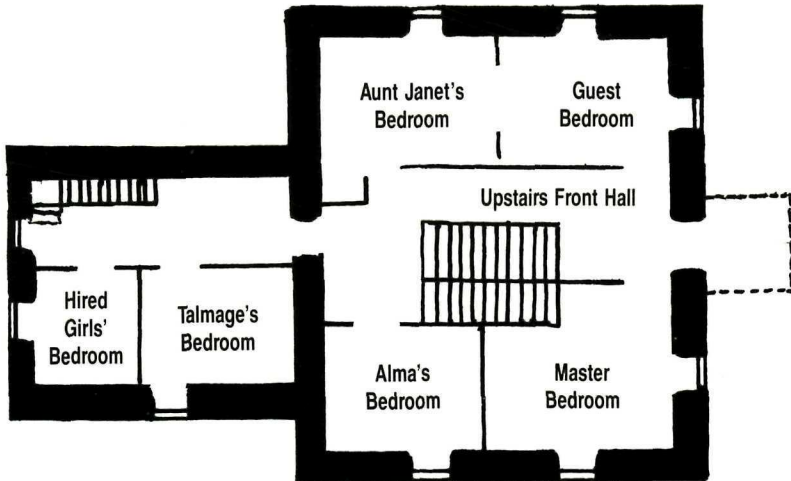 Aunt Janet's
Bedroom
Guest
Bedroom
Upstairs Front Hall
Hired
Girls'
Bedroom
Talmage's
Bedroom
Alma's
Bedroom
Master
Bedroom